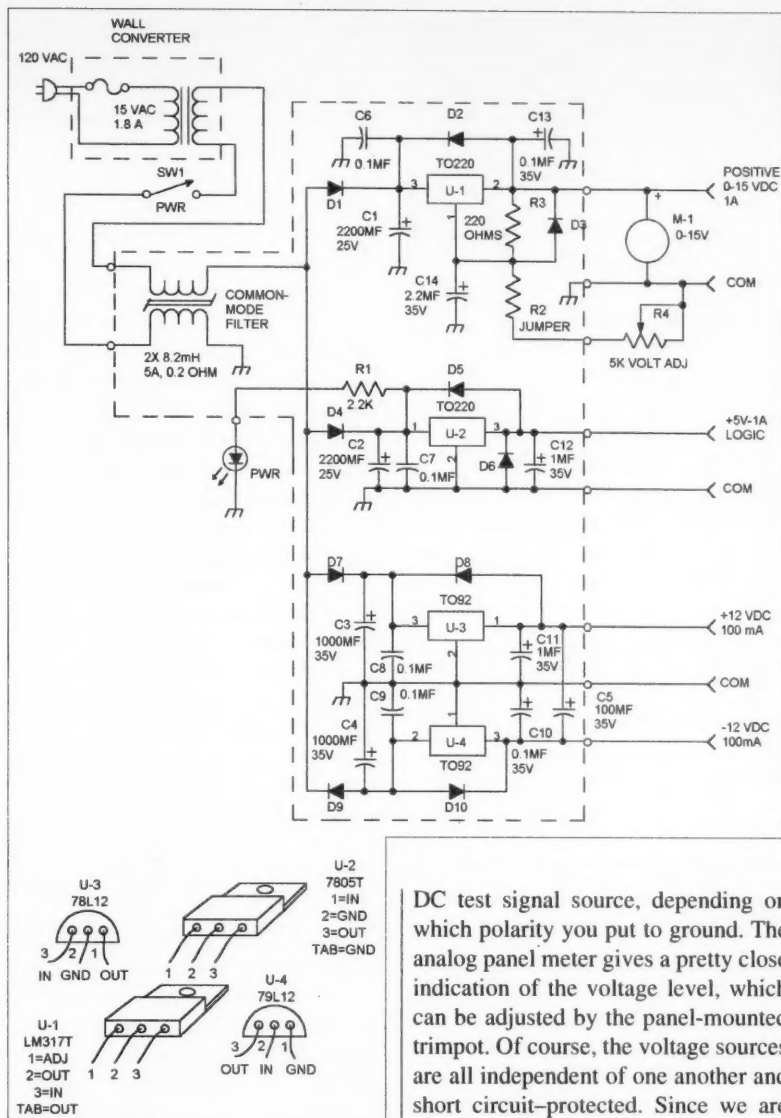 WALL
CONVERTER
120 VAC
15 VAC
1.8 A
SW1
PWR
COMMON-
MODE
FILTER
2X 8.2mH
5A, 0.2 OHM
PWR
C6
0.1MF
D2
C13
0.1MF
35V
TO220
D1
3
U-1
2
1
C1
2200MF
25V
220
OHMS
R3
D3
C14
2.2MF
35V
R2
JUMPER
POSITIVE
0-15 VDC
1A
+
M-1
0-15V
COM
R4
5K VOLT ADJ
R1
2.2K
D5
TO220
D4
1
U-2
3
2
C2
2200MF
25V
C7
0.1MF
D6
C12
1MF
35V
+5V-1A
LOGIC
COM
D7
D8
TO92
3
U-3
1
2
C3
1000MF
35V
C8
0.1MF
C11
1MF
35V
+12 VDC
100 mA
COM
C9
0.1MF
C4
1000MF
35V
1
2
U-4
3
TO92
C10
0.1MF
35V
C5
100MF
35V
-12 VDC
100mA
D9
D10
U-3
78L12
3 2 1
IN GND OUT
U-2
7805T
1=IN
2=GND
3=OUT
TAB=GND
1 2 3
U-1
LM317T
1=ADJ
2=OUT
3=IN
TAB=OUT
1 2 3
U-4
79L12
3 2 1
OUT IN GND
DC test signal source, depending on
which polarity you put to ground. The
analog panel meter gives a pretty close
indication of the voltage level, which
can be adjusted by the panel-mounted
trimpot. Of course, the voltage sources
are all independent of one another and
short circuit–protected. Since we are